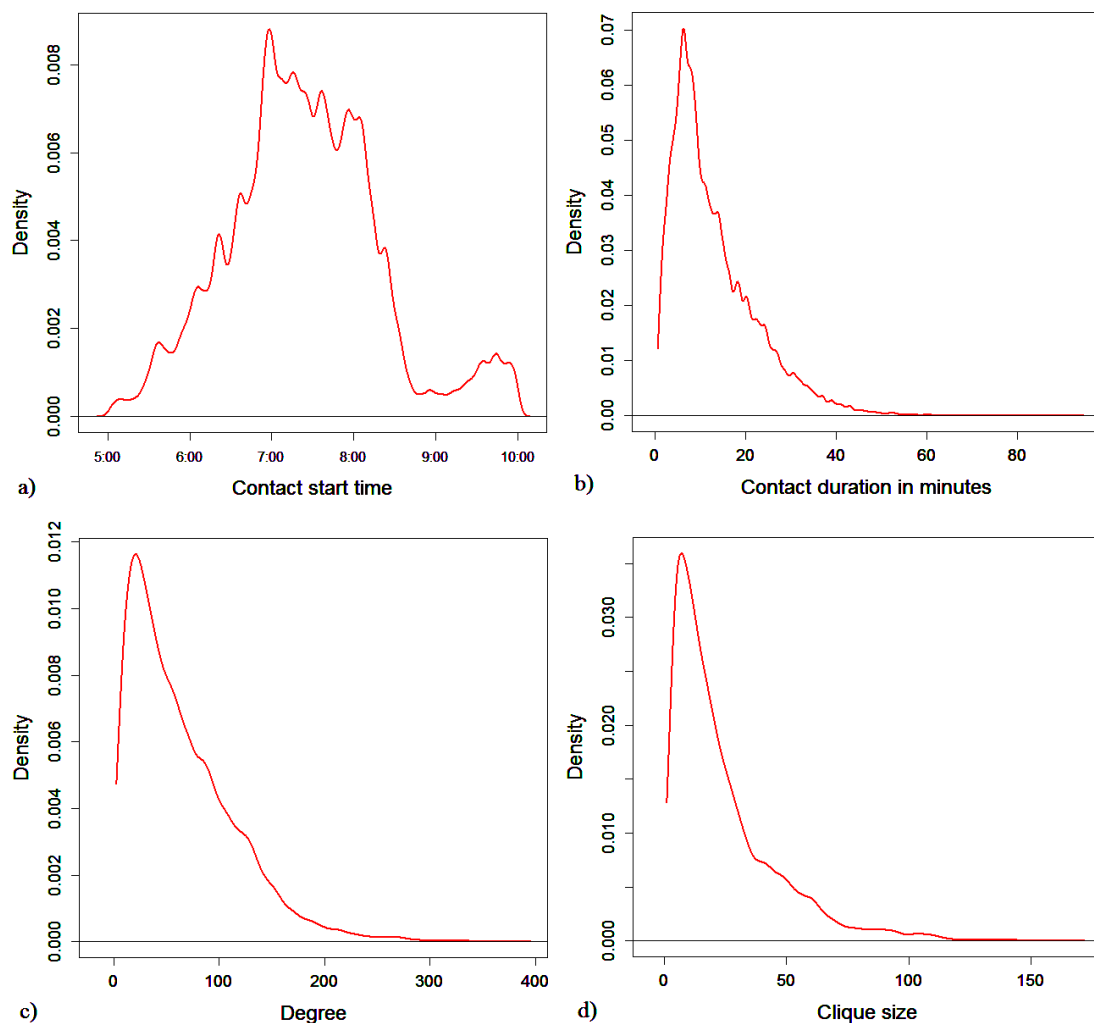 0.000 0.002 0.004 0.006 0.008
Density
5:00 6:00 7:00 8:00 9:00 10:00
a) Contact start time
0.00 0.01 0.02 0.03 0.04 0.05 0.06 0.07
Density
0 20 40 60 80
b) Contact duration in minutes
0.000 0.002 0.004 0.006 0.008 0.010 0.012
Density
0 100 200 300 400
c) Degree
0.000 0.010 0.020 0.030
Density
0 50 100 150
d) Clique size